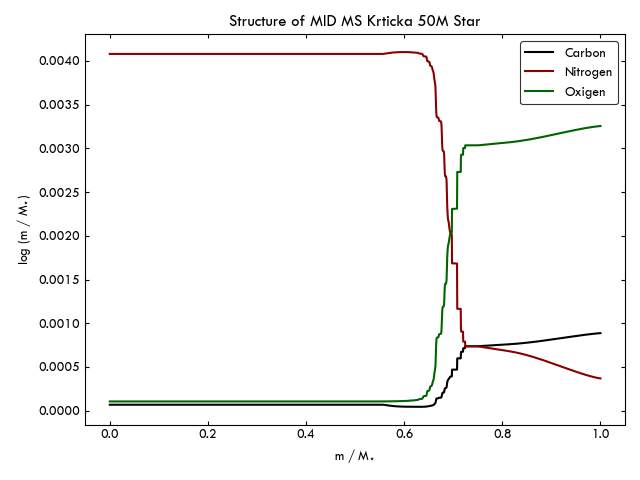 Structure of MID MS Krticka 50M Star
Carbon
Nitrogen
Oxigen
log (m / M.)
0.0040
0.0035
0.0030
0.0025
0.0020
0.0015
0.0010
0.0005
0.0000
0.0 0.2 0.4 0.6 0.8 1.0
m / M.